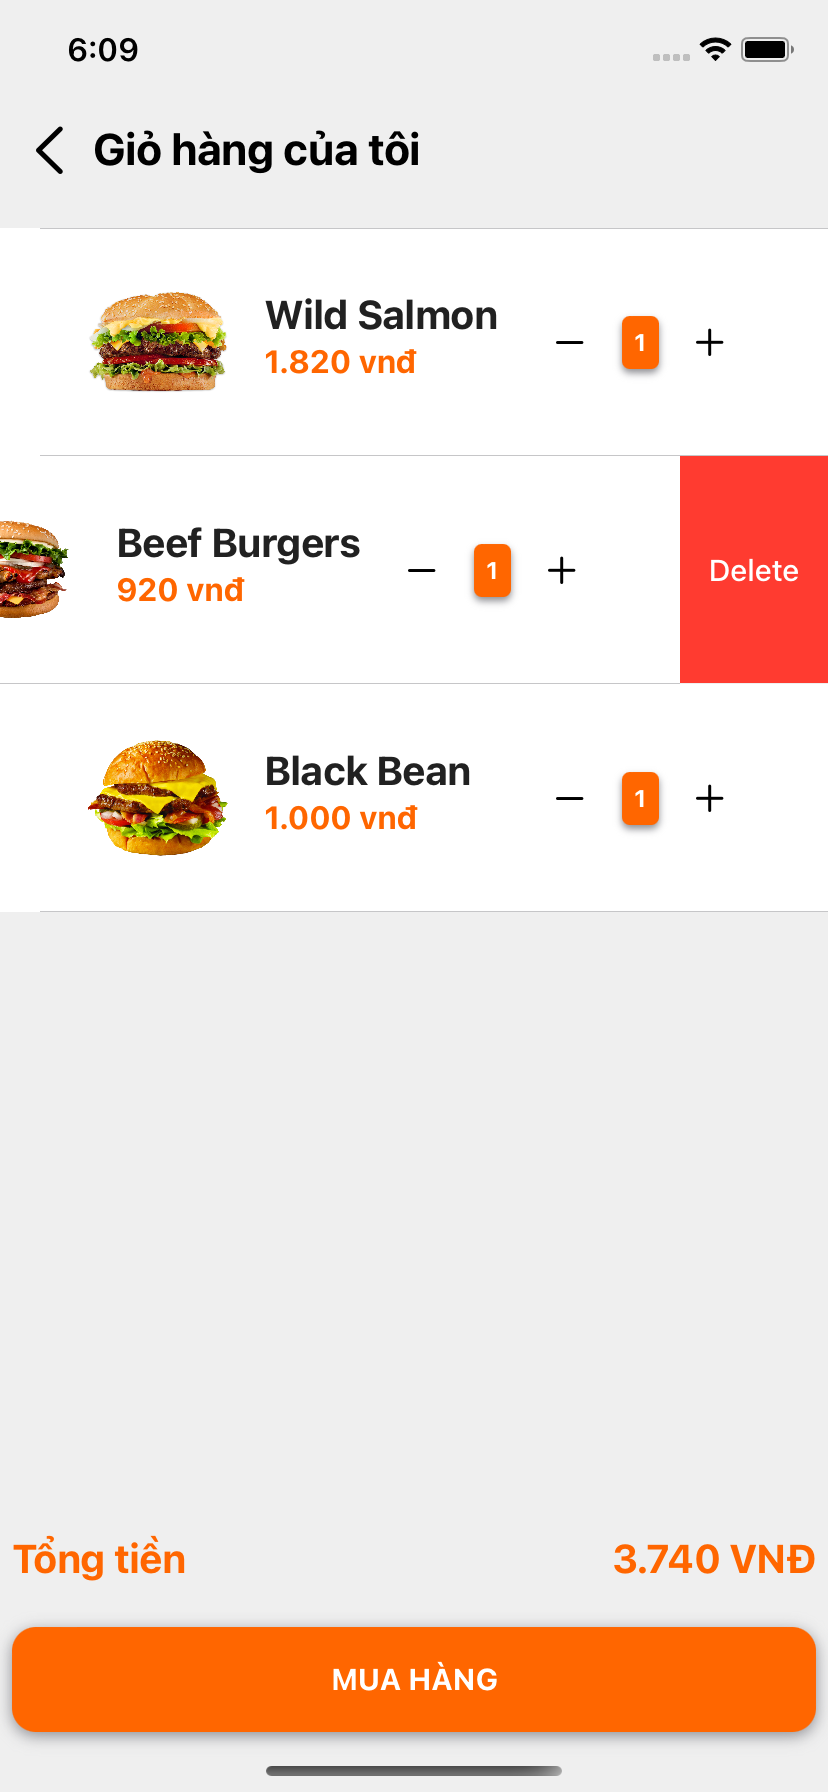 6:09
Giỏ hàng của tôi
Wild Salmon
1.820 vnđ
1
Beef Burgers
920 vnđ
1
Delete
Black Bean
1.000 vnđ
1
Tổng tiền 3.740 VNĐ
MUA HÀNG